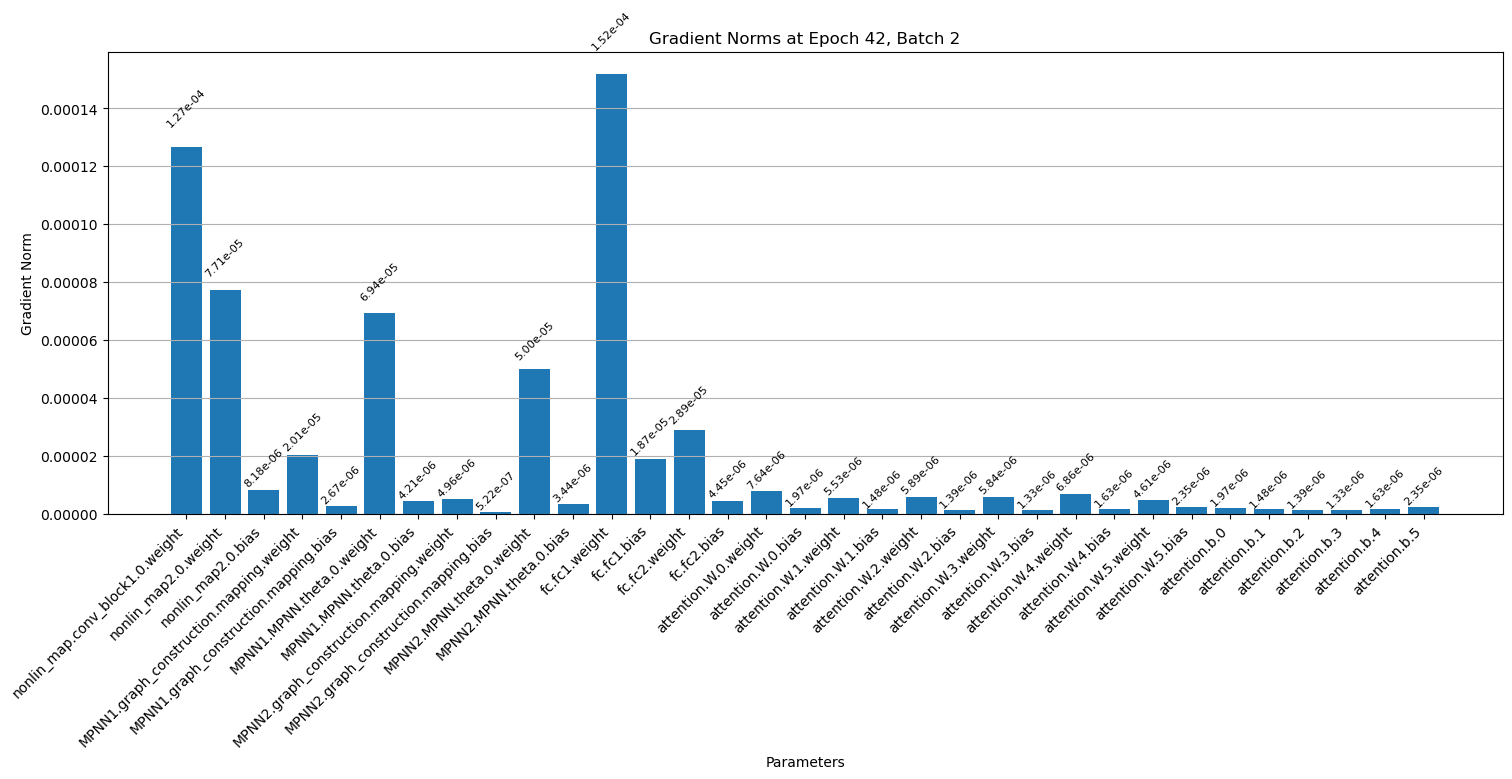 Gradient Norms at Epoch 42, Batch 2
Gradient Norm
0.00014
0.00012
0.00010
0.00008
0.00006
0.00004
0.00002
0.00000
1.27e-04
7.71e-05
8.18e-06
2.01e-05
2.67e-06
6.94e-05
4.21e-06
4.96e-06
5.22e-07
5.00e-05
3.44e-06
1.52e-04
1.87e-05
2.89e-05
4.45e-06
7.64e-06
1.97e-06
5.53e-06
1.48e-06
5.89e-06
1.39e-06
5.84e-06
1.33e-06
6.86e-06
1.63e-06
4.61e-06
2.35e-06
1.97e-06
1.48e-06
1.39e-06
1.33e-06
1.63e-06
2.35e-06
nonlin_map.conv_block1.0.weight
nonlin_map2.0.weight
nonlin_map2.0.bias
MPNN1.graph_construction.mapping.weight
MPNN1.graph_construction.mapping.bias
MPNN1.MPNN.theta.0.weight
MPNN1.MPNN.theta.0.bias
MPNN2.graph_construction.mapping.weight
MPNN2.graph_construction.mapping.bias
MPNN2.MPNN.theta.0.weight
MPNN2.MPNN.theta.0.bias
fc.fc1.weight
fc.fc1.bias
fc.fc2.weight
fc.fc2.bias
attention.W.0.weight
attention.W.0.bias
attention.W.1.weight
attention.W.1.bias
attention.W.2.weight
attention.W.2.bias
attention.W.3.weight
attention.W.3.bias
attention.W.4.weight
attention.W.4.bias
attention.W.5.weight
attention.W.5.bias
attention.b.0
attention.b.1
attention.b.2
attention.b.3
attention.b.4
attention.b.5
Parameters